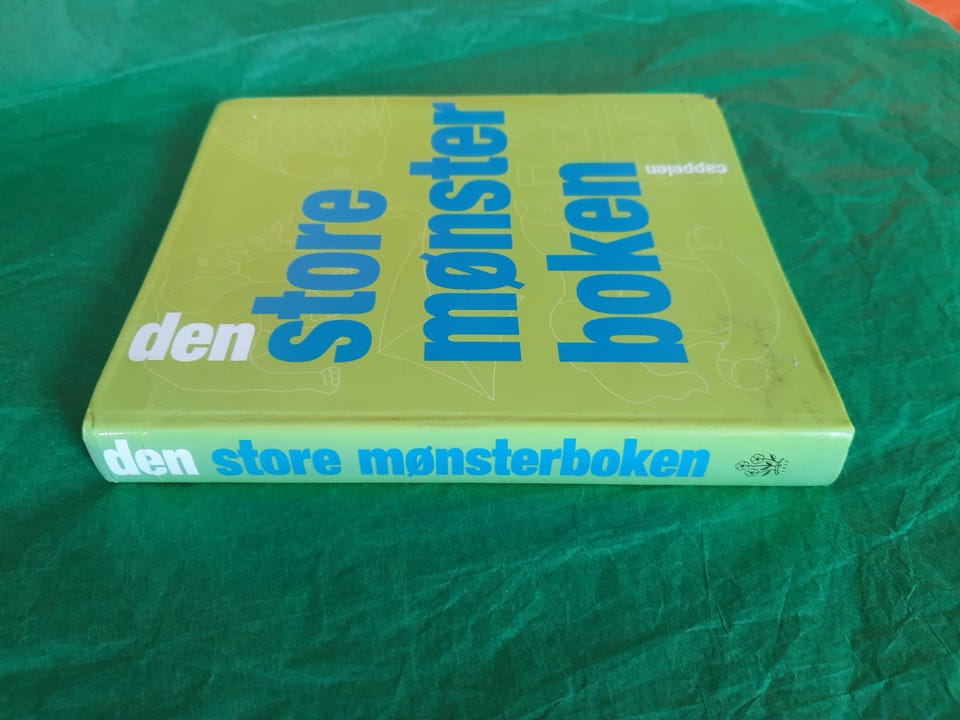 den
store
mønster
boken
cappelen
den store mønsterboken